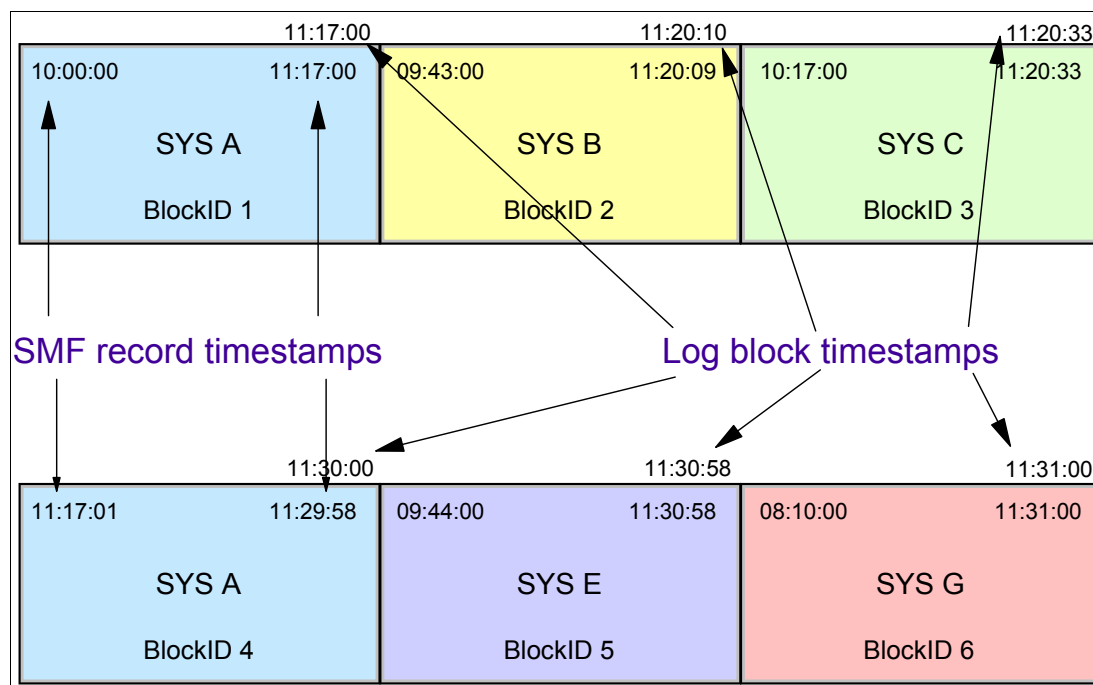 11:17:00 11:20:10 11:20:33
10:00:00 11:17:00 09:43:00 11:20:09 10:17:00 11:20:33
SYS A SYS B SYS C
BlockID 1 BlockID 2 BlockID 3
SMF record timestamps Log block timestamps
11:30:00 11:30:58 11:31:00
11:17:01 11:29:58 09:44:00 11:30:58 08:10:00 11:31:00
SYS A SYS E SYS G
BlockID 4 BlockID 5 BlockID 6